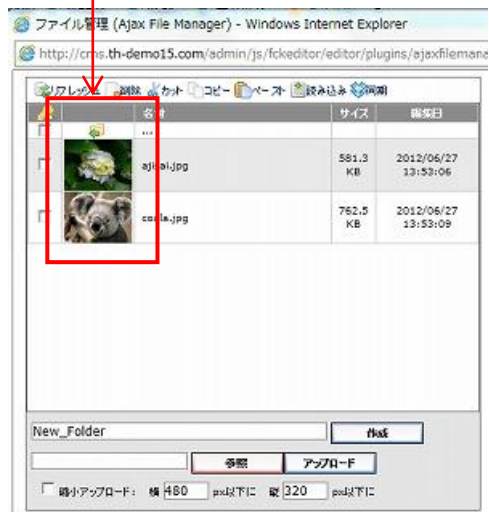 ファイル管理 (Ajax File Manager) - Windows Internet Explorer
http://cms.th-demo15.com/admin/js/fckeditor/editor/plugins/ajaxfilemana
リフレッシュ 削除 カット コピー ペースト 読み込み
名 サイズ 編集日
...
ajisai.jpg 581.3 KB 2012/06/27 13:53:06
coala.jpg 762.5 KB 2012/06/27 13:53:09
New_Folder 作成
参照 アップロード
縮小アップロード: 横 480 px以下に 縦 320 px以下に